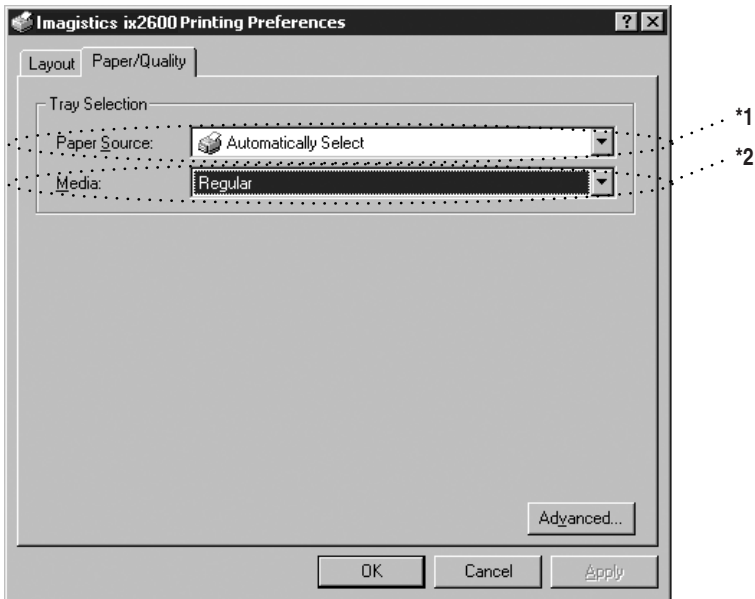 Imagistics ix2600 Printing Preferences
Layout Paper/Quality
Tray Selection
Paper Source: Automatically Select *1
Media: Regular *2
Advanced...
OK Cancel Apply